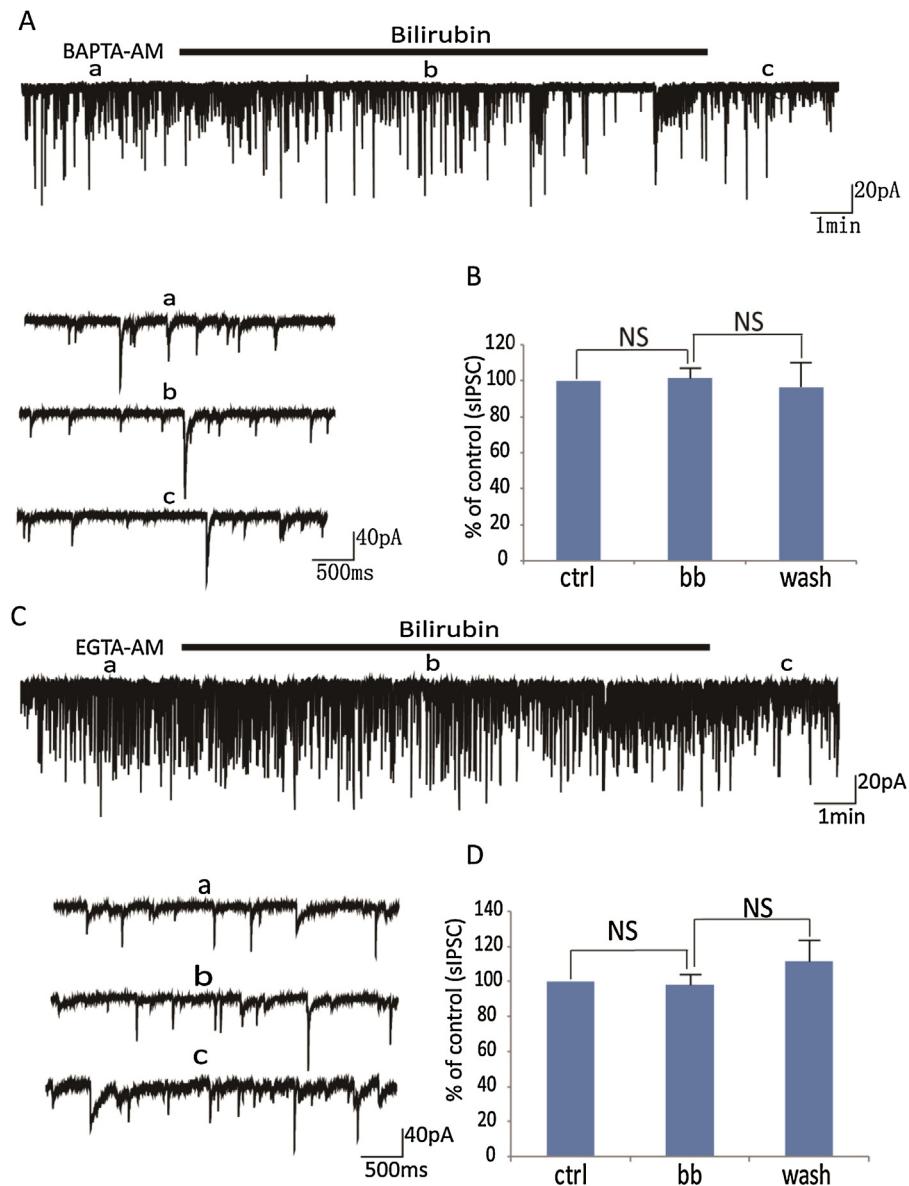 A
Bilirubin
BAPTA-AM
a b c
20pA
1min
a
b
c
40pA
500ms
B
NS NS
120
100
80
60
40
20
0
% of control (sIPSC)
ctrl bb wash
C
Bilirubin
EGTA-AM
a b c
20pA
1min
a
b
c
40pA
500ms
D
NS NS
140
120
100
80
60
40
20
0
% of control (sIPSC)
ctrl bb wash